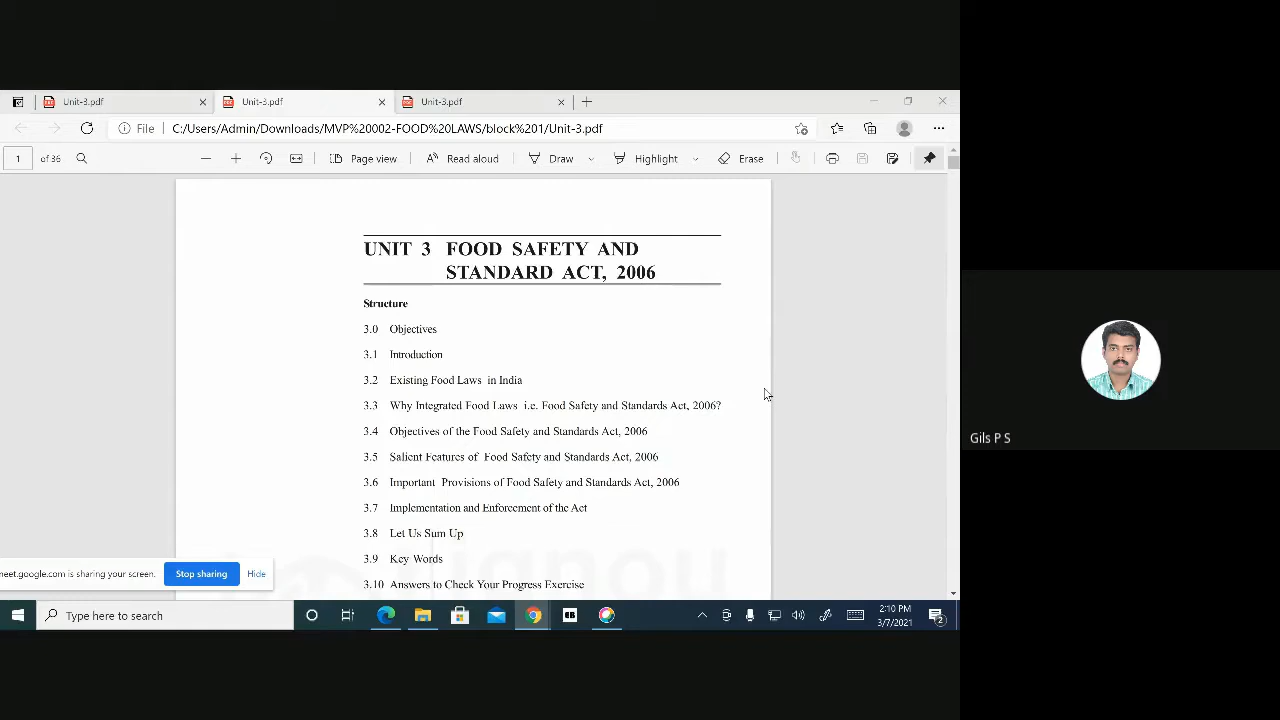 Unit-3.pdf
Unit-3.pdf
Unit-3.pdf
File C:/Users/Admin/Downloads/MVP%20002-FOOD%20LAWS/block%201/Unit-3.pdf
1 of 36 Page view Read aloud Draw Highlight Erase
UNIT 3 FOOD SAFETY AND
STANDARD ACT, 2006
Structure
3.0 Objectives
3.1 Introduction
3.2 Existing Food Laws in India
3.3 Why Integrated Food Laws i.e. Food Safety and Standards Act, 2006?
3.4 Objectives of the Food Safety and Standards Act, 2006
3.5 Salient Features of Food Safety and Standards Act, 2006
3.6 Important Provisions of Food Safety and Standards Act, 2006
3.7 Implementation and Enforcement of the Act
3.8 Let Us Sum Up
3.9 Key Words
3.10 Answers to Check Your Progress Exercise
ignou
meet.google.com is sharing your screen. Stop sharing Hide
Type here to search
2:10 PM
3/7/2021
2
Gils P S